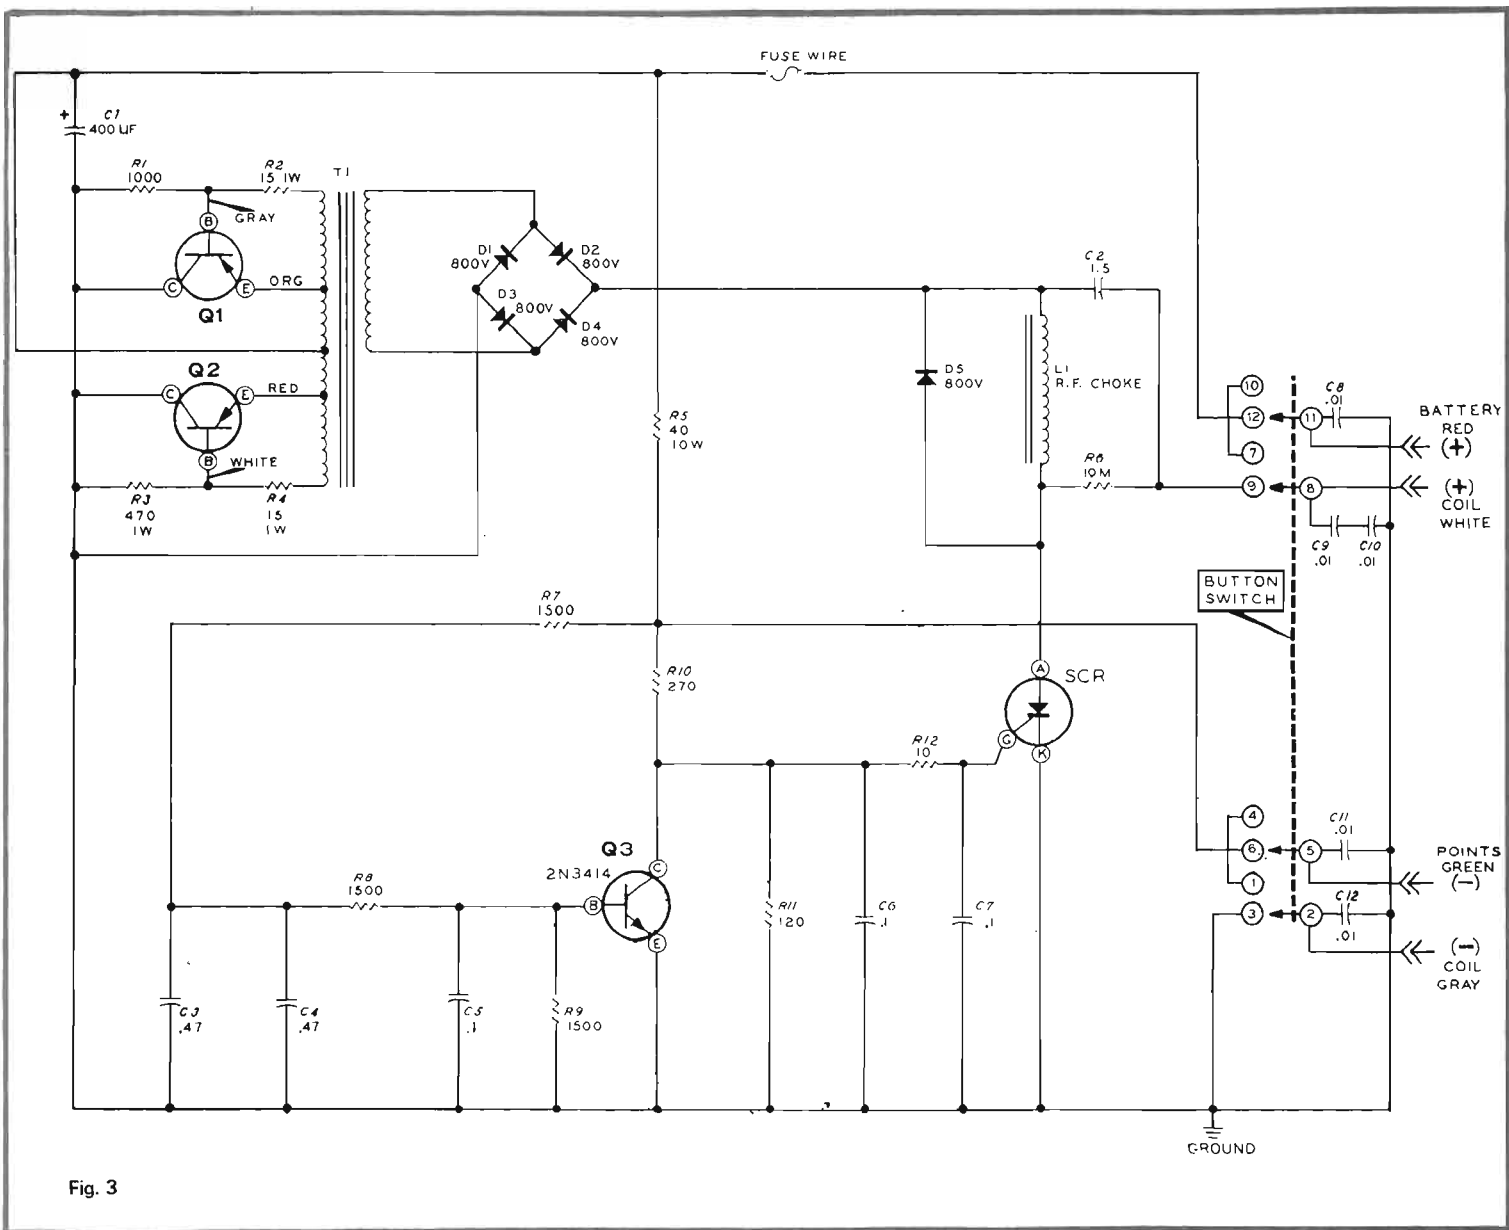 FUSE WIRE
+
C1
400 UF
R1
1000
R2
15 1W
T1
B
GRAY
C
E
ORG
Q1
D1
800V
D2
800V
D3
800V
D4
800V
C2
1.5
Q2
C
E
RED
B
WHITE
R3
470
1W
R4
15
1W
R5
40
10W
D5
800V
L1
R.F. CHOKE
R6
10M
10
12
7
9
11
8
C8
.01
BATTERY
RED
(+)
(+)
COIL
WHITE
C9
.01
C10
.01
BUTTON
SWITCH
R7
1500
R10
270
A
SCR
G
K
R12
10
Q3
2N3414
C
B
E
R8
1500
R11
120
C6
.1
C7
.1
4
6
1
3
5
2
C11
.01
POINTS
GREEN
(-)
C12
.01
(-)
COIL
GRAY
C3
.47
C4
.47
C5
.1
R9
1500
GROUND
Fig. 3